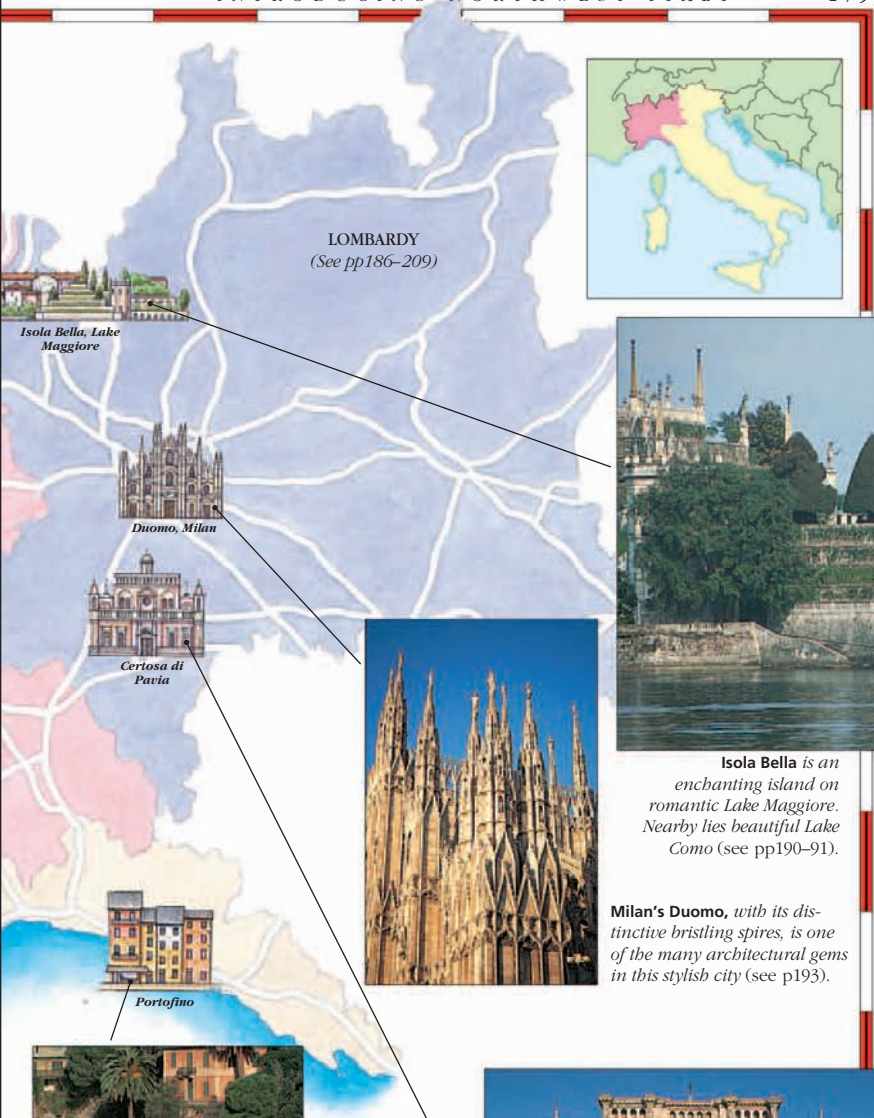 LOMBARDY
(See pp186–209)
Isola Bella, Lake
Maggiore
Duomo, Milan
Certosa di
Pavia
Isola Bella is an
enchanting island on
romantic Lake Maggiore.
Nearby lies beautiful Lake
Como (see pp190–91).
Milan's Duomo, with its dis-
tinctive bristling spires, is one
of the many architectural gems
in this stylish city (see p193).
Portofino